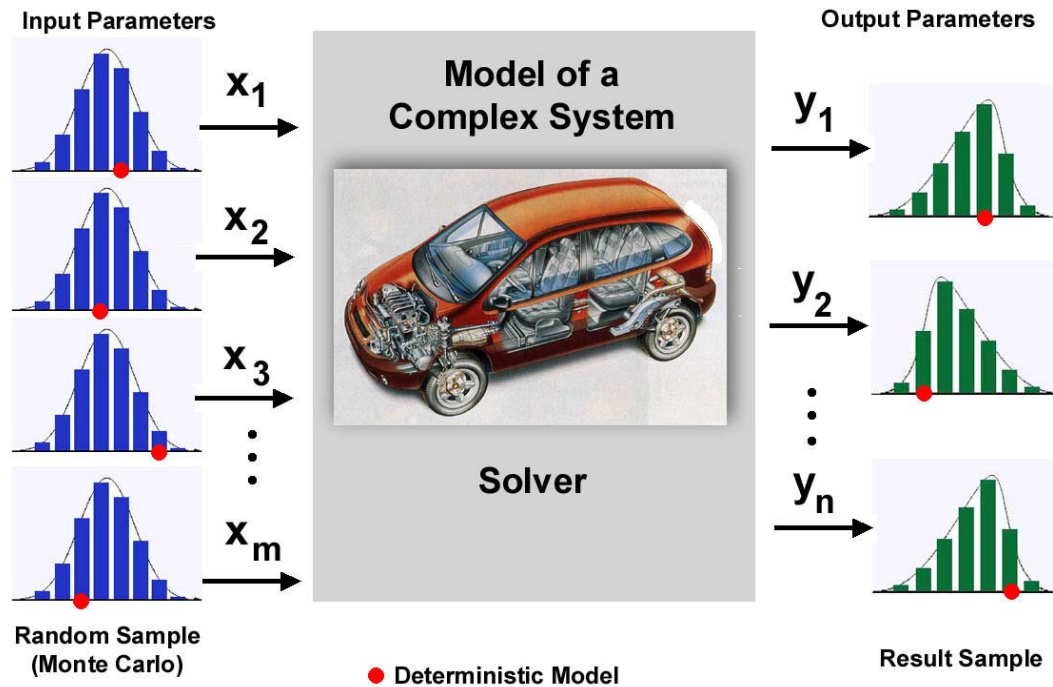 Input Parameters
Output Parameters
Model of a
Complex System
x1
x2
x3
xm
y1
y2
yn
Solver
Random Sample
(Monte Carlo)
Deterministic Model
Result Sample